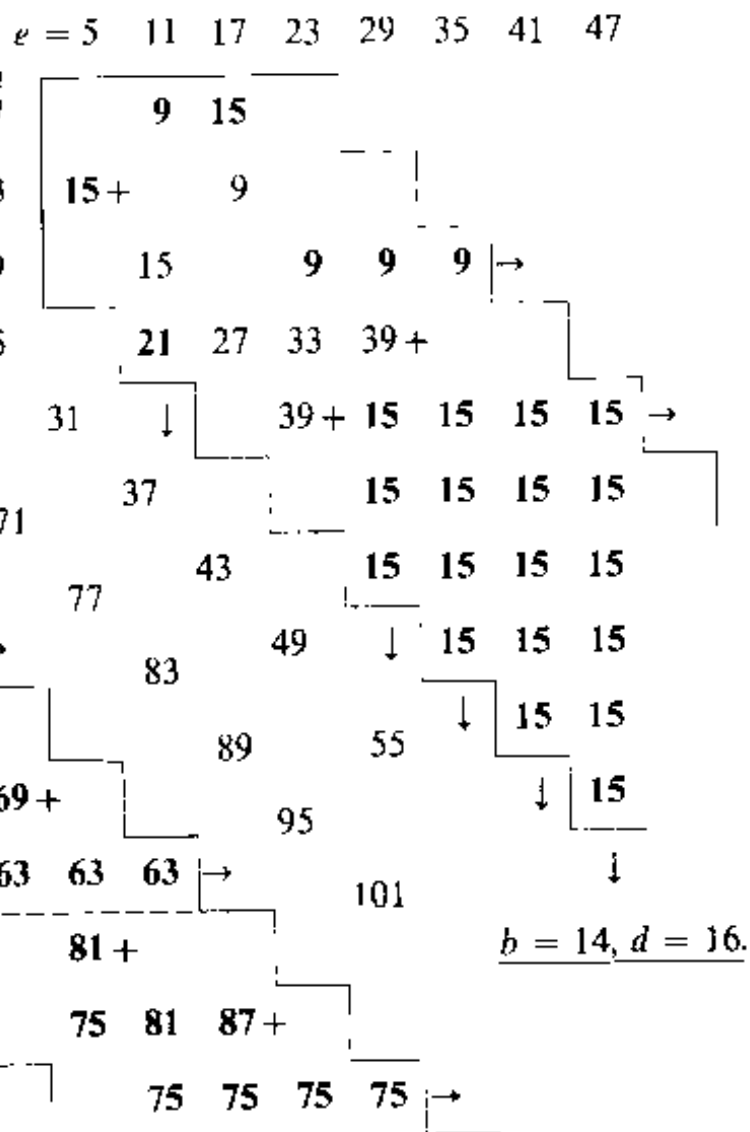 e = 5 11 17 23 29 35 41 47
9 15
15 + 9
15 9 9 9 →
21 27 33 39 +
31 ↓ 39 + 15 15 15 15 →
37 15 15 15 15
71
43 15 15 15 15
77
49 ↓ 15 15 15
83
↓ 15 15
89 55
69 + ↓ 15
95
63 63 63 → ↓
101
81 + b = 14, d = 16.
75 81 87 +
75 75 75 75 →